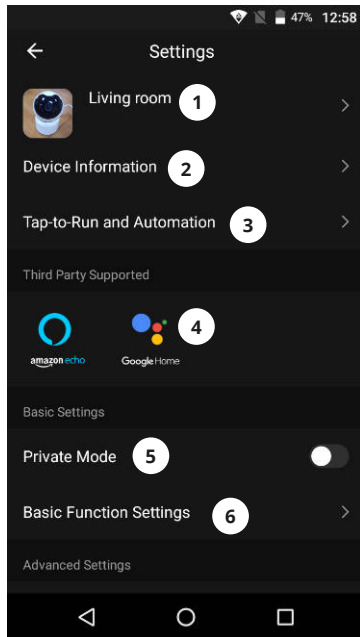 47% 12:58
Settings
Living room 1
Device Information 2
Tap-to-Run and Automation 3
Third Party Supported
4
amazon echo Google Home
Basic Settings
Private Mode 5
Basic Function Settings 6
Advanced Settings